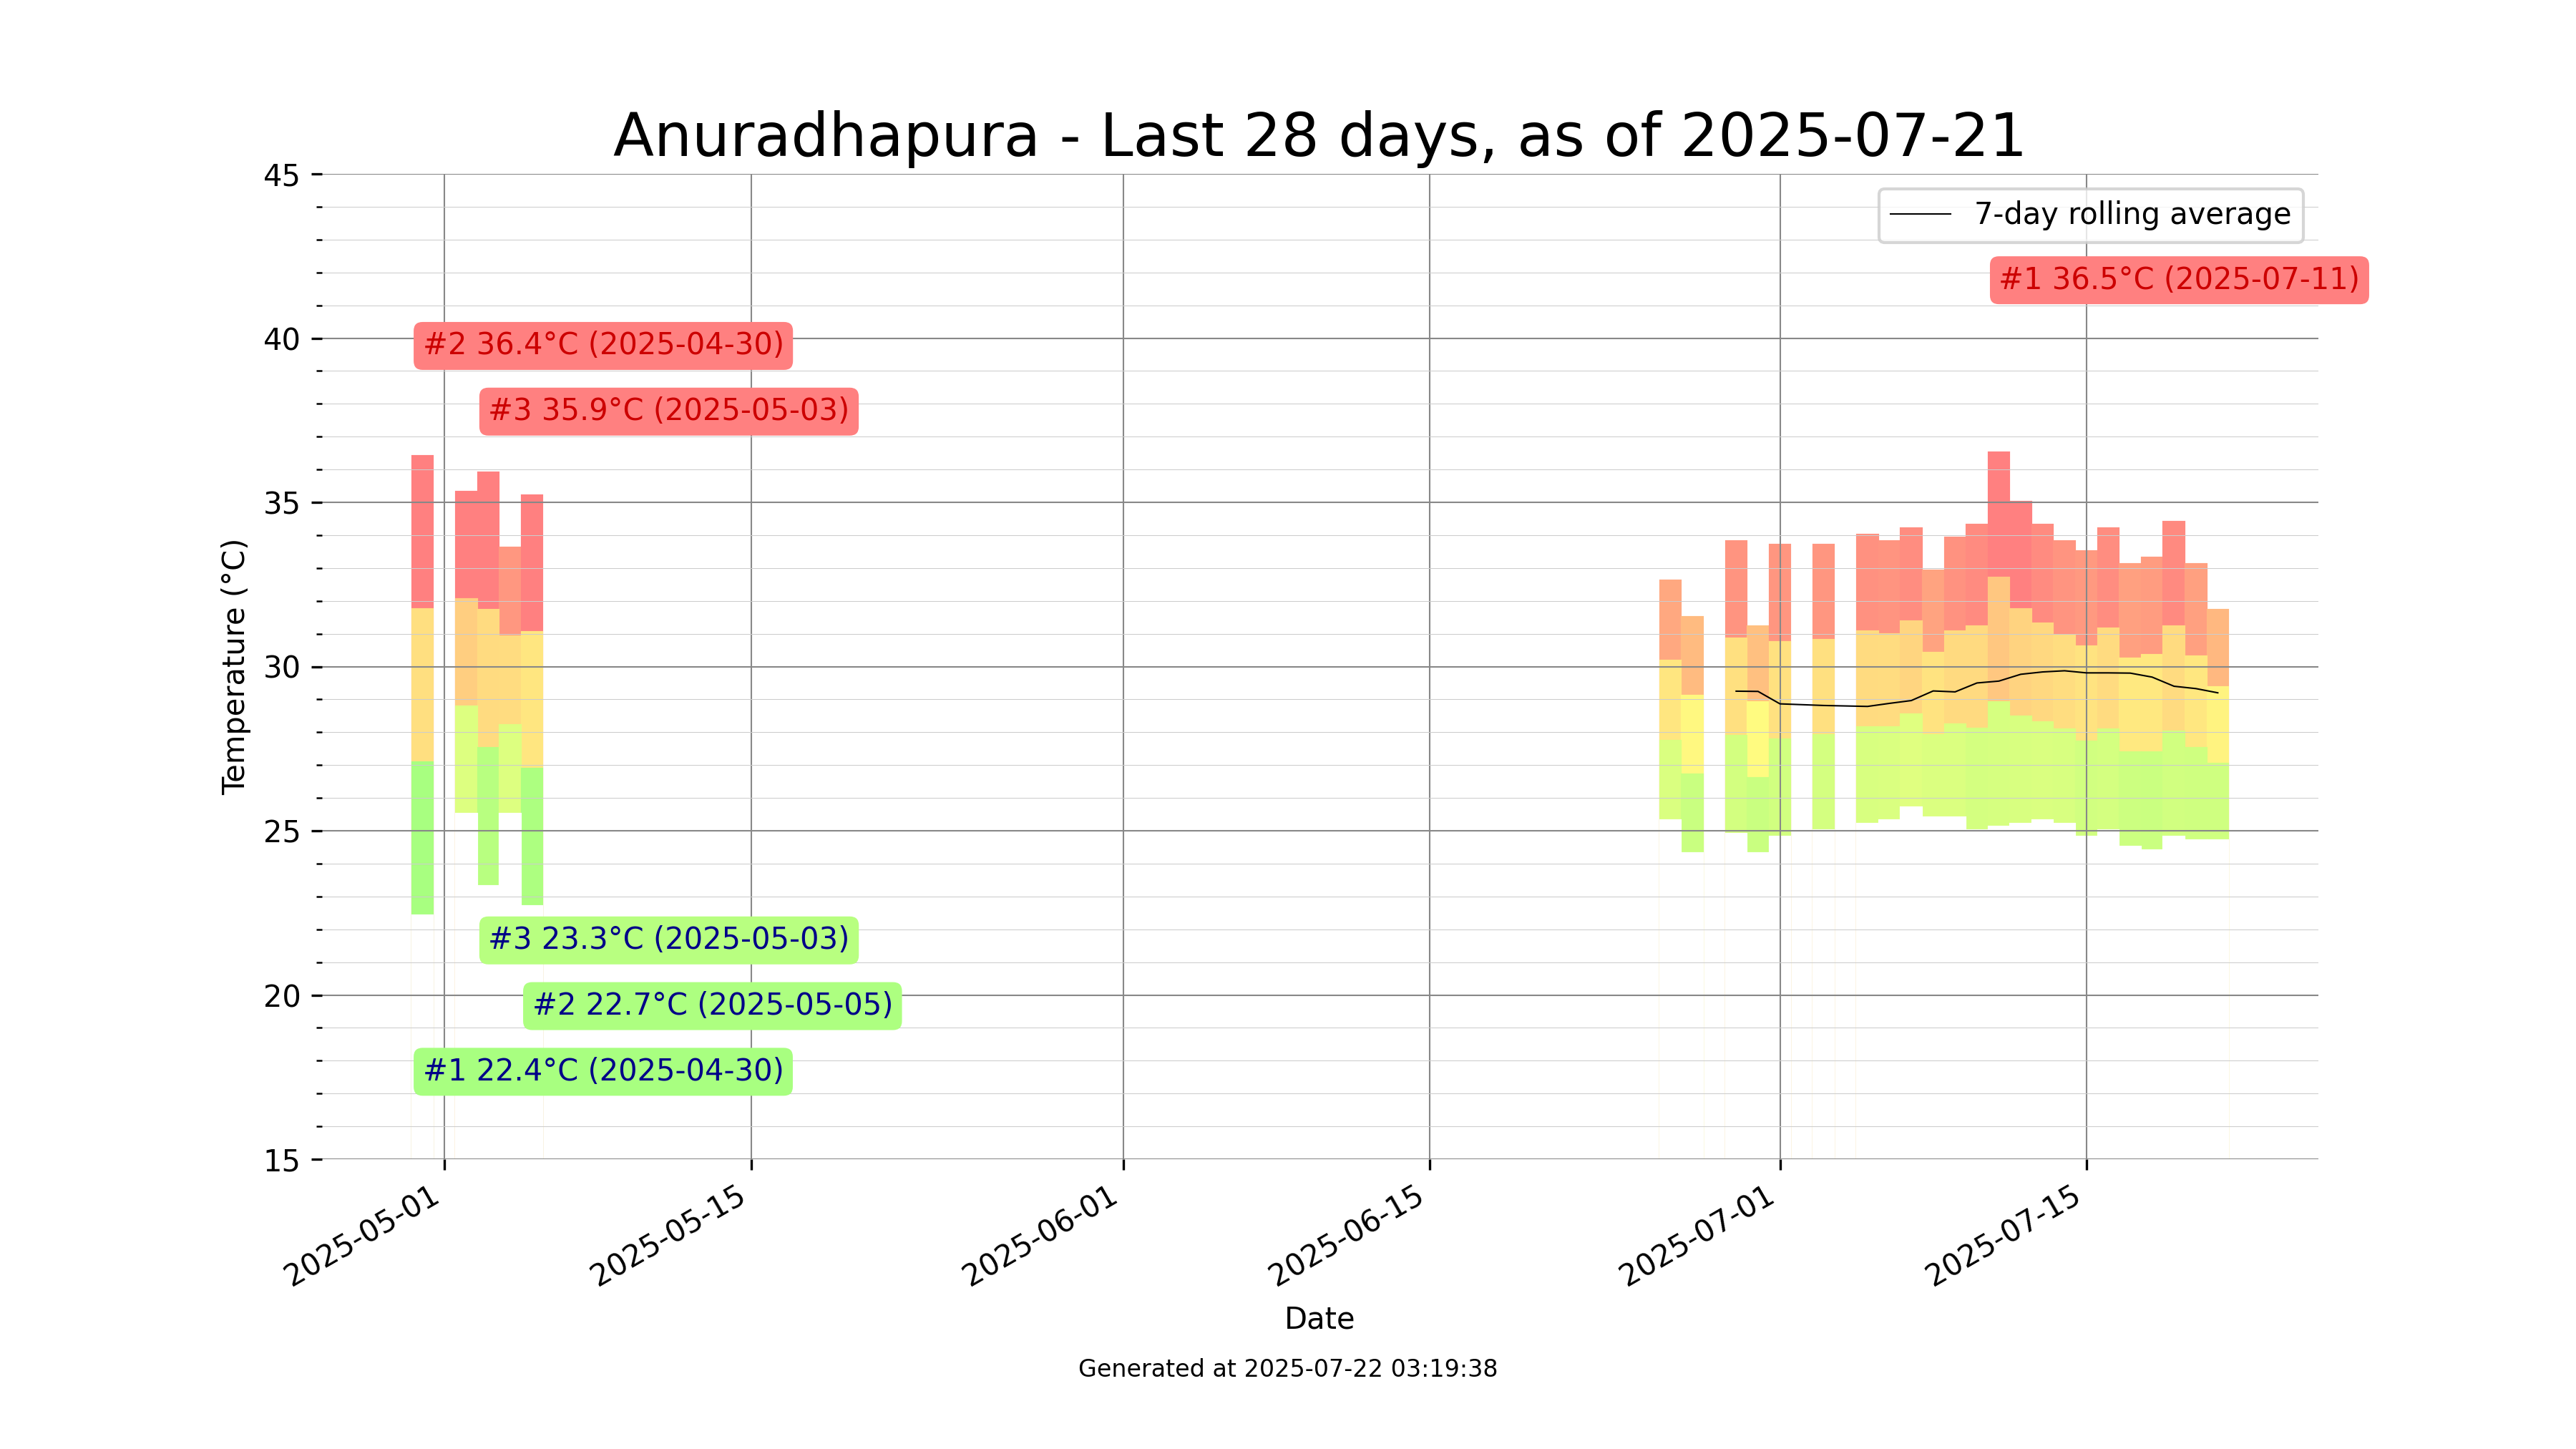 Anuradhapura - Last 28 days, as of 2025-07-21
45
40
35
30
25
20
15
Temperature (°C)
7-day rolling average
#1 36.5°C (2025-07-11)
#2 36.4°C (2025-04-30)
#3 35.9°C (2025-05-03)
#3 23.3°C (2025-05-03)
#2 22.7°C (2025-05-05)
#1 22.4°C (2025-04-30)
2025-05-01
2025-05-15
2025-06-01
2025-06-15
2025-07-01
2025-07-15
Date
Generated at 2025-07-22 03:19:38